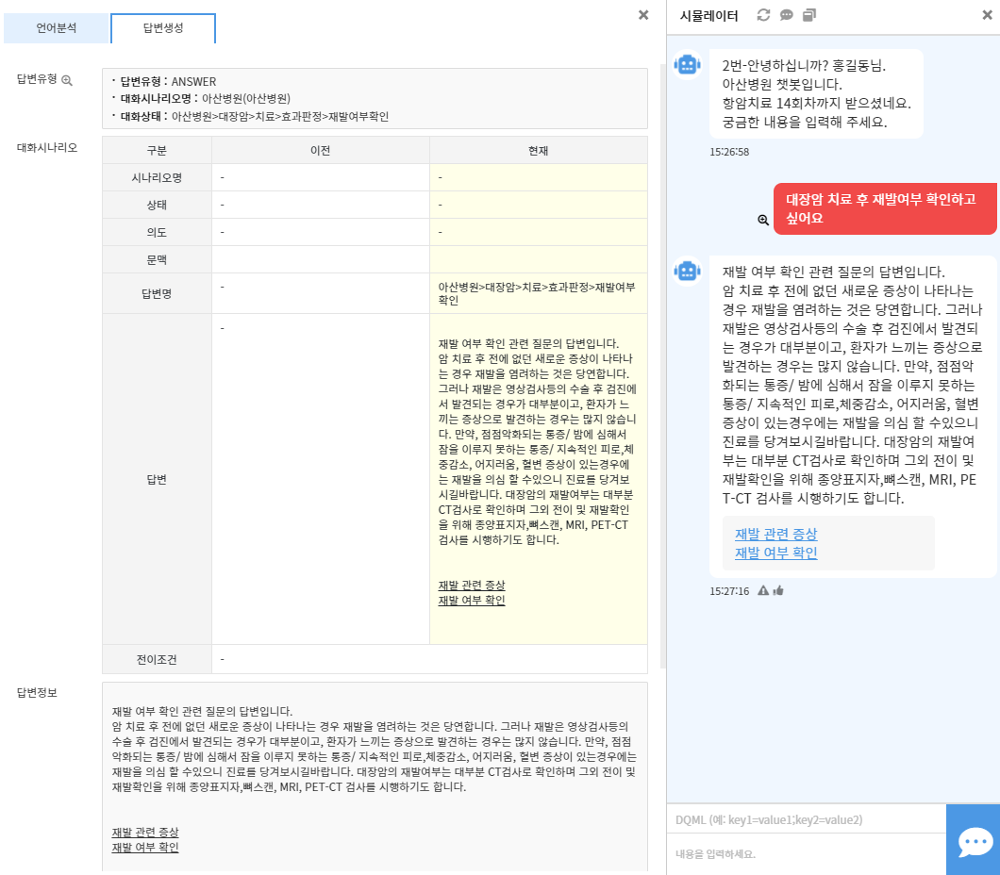 언어분석
답변생성
답변유형
· 답변유형 : ANSWER
· 대화시나리오명 : 아산병원(아산병원)
· 대화상태 : 아산병원>대장암>치료>효과판정>재발여부확인
대화시나리오
구분 이전 현재
시나리오명 - -
상태 - -
의도 - -
문맥
답변명 - 아산병원>대장암>치료>효과판정>재발여부
확인
답변 -
재발 여부 확인 관련 질문의 답변입니다.
암 치료 후 전에 없던 새로운 증상이 나타나
는 경우 재발을 염려하는 것은 당연합니다.
그러나 재발은 영상검사등의 수술 후 검진에
서 발견되는 경우가 대부분이고, 환자가 느
끼는 증상으로 발견하는 경우는 많지 않습니
다. 만약, 점점악화되는 통증/ 밤에 심해서
잠을 이루지 못하는 통증/ 지속적인 피로,체
중감소, 어지러움, 혈변 증상이 있는경우에
는 재발을 의심 할 수있으니 진료를 당겨보
시길바랍니다. 대장암의 재발여부는 대부분
CT검사로 확인하며 그외 전이 및 재발확인
을 위해 종양표지자,뼈스캔, MRI, PET-CT
검사를 시행하기도 합니다.
재발 관련 증상
재발 여부 확인
전이조건 -
답변정보
재발 여부 확인 관련 질문의 답변입니다.
암 치료 후 전에 없던 새로운 증상이 나타나는 경우 재발을 염려하는 것은 당연합니다. 그러나 재발은 영상검사등의
수술 후 검진에서 발견되는 경우가 대부분이고, 환자가 느끼는 증상으로 발견하는 경우는 많지 않습니다. 만약, 점점
악화되는 통증/ 밤에 심해서 잠을 이루지 못하는 통증/ 지속적인 피로,체중감소, 어지러움, 혈변 증상이 있는경우에는
재발을 의심 할 수있으니 진료를 당겨보시길바랍니다. 대장암의 재발여부는 대부분 CT검사로 확인하며 그외 전이 및
재발확인을 위해 종양표지자,뼈스캔, MRI, PET-CT 검사를 시행하기도 합니다.
재발 관련 증상
재발 여부 확인
시뮬레이터
2번-안녕하십니까? 홍길동님.
아산병원 챗봇입니다.
항암치료 14회차까지 받으셨네요.
궁금한 내용을 입력해 주세요.
15:26:58
대장암 치료 후 재발여부 확인하고
싶어요
재발 여부 확인 관련 질문의 답변입니다.
암 치료 후 전에 없던 새로운 증상이 나타나는
경우 재발을 염려하는 것은 당연합니다. 그러나
재발은 영상검사등의 수술 후 검진에서 발견되
는 경우가 대부분이고, 환자가 느끼는 증상으로
발견하는 경우는 많지 않습니다. 만약, 점점악
화되는 통증/ 밤에 심해서 잠을 이루지 못하는
통증/ 지속적인 피로,체중감소, 어지러움, 혈변
증상이 있는경우에는 재발을 의심 할 수있으니
진료를 당겨보시길바랍니다. 대장암의 재발여
부는 대부분 CT검사로 확인하며 그외 전이 및
재발확인을 위해 종양표지자,뼈스캔, MRI, PE
T-CT 검사를 시행하기도 합니다.
재발 관련 증상
재발 여부 확인
15:27:16
DQML (예: key1=value1;key2=value2)
내용을 입력하세요.